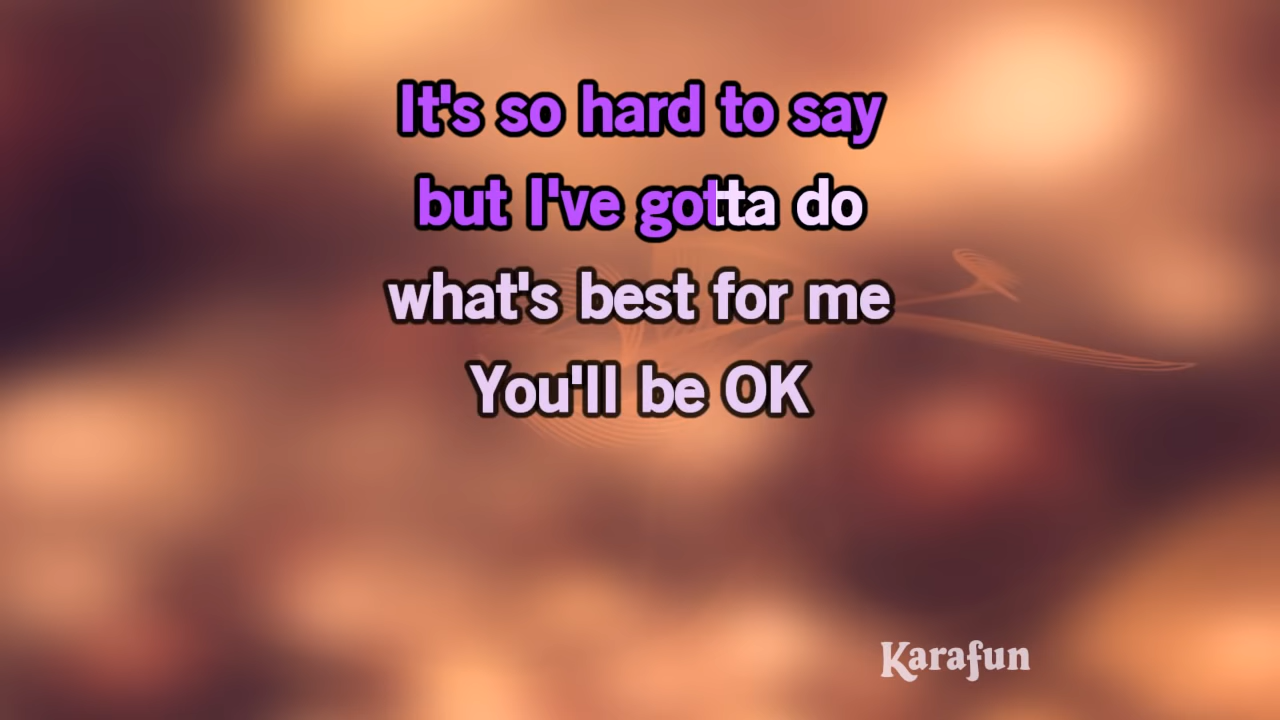 It's so hard to say
but I've gotta do
what's best for me
You'll be OK
Karafun